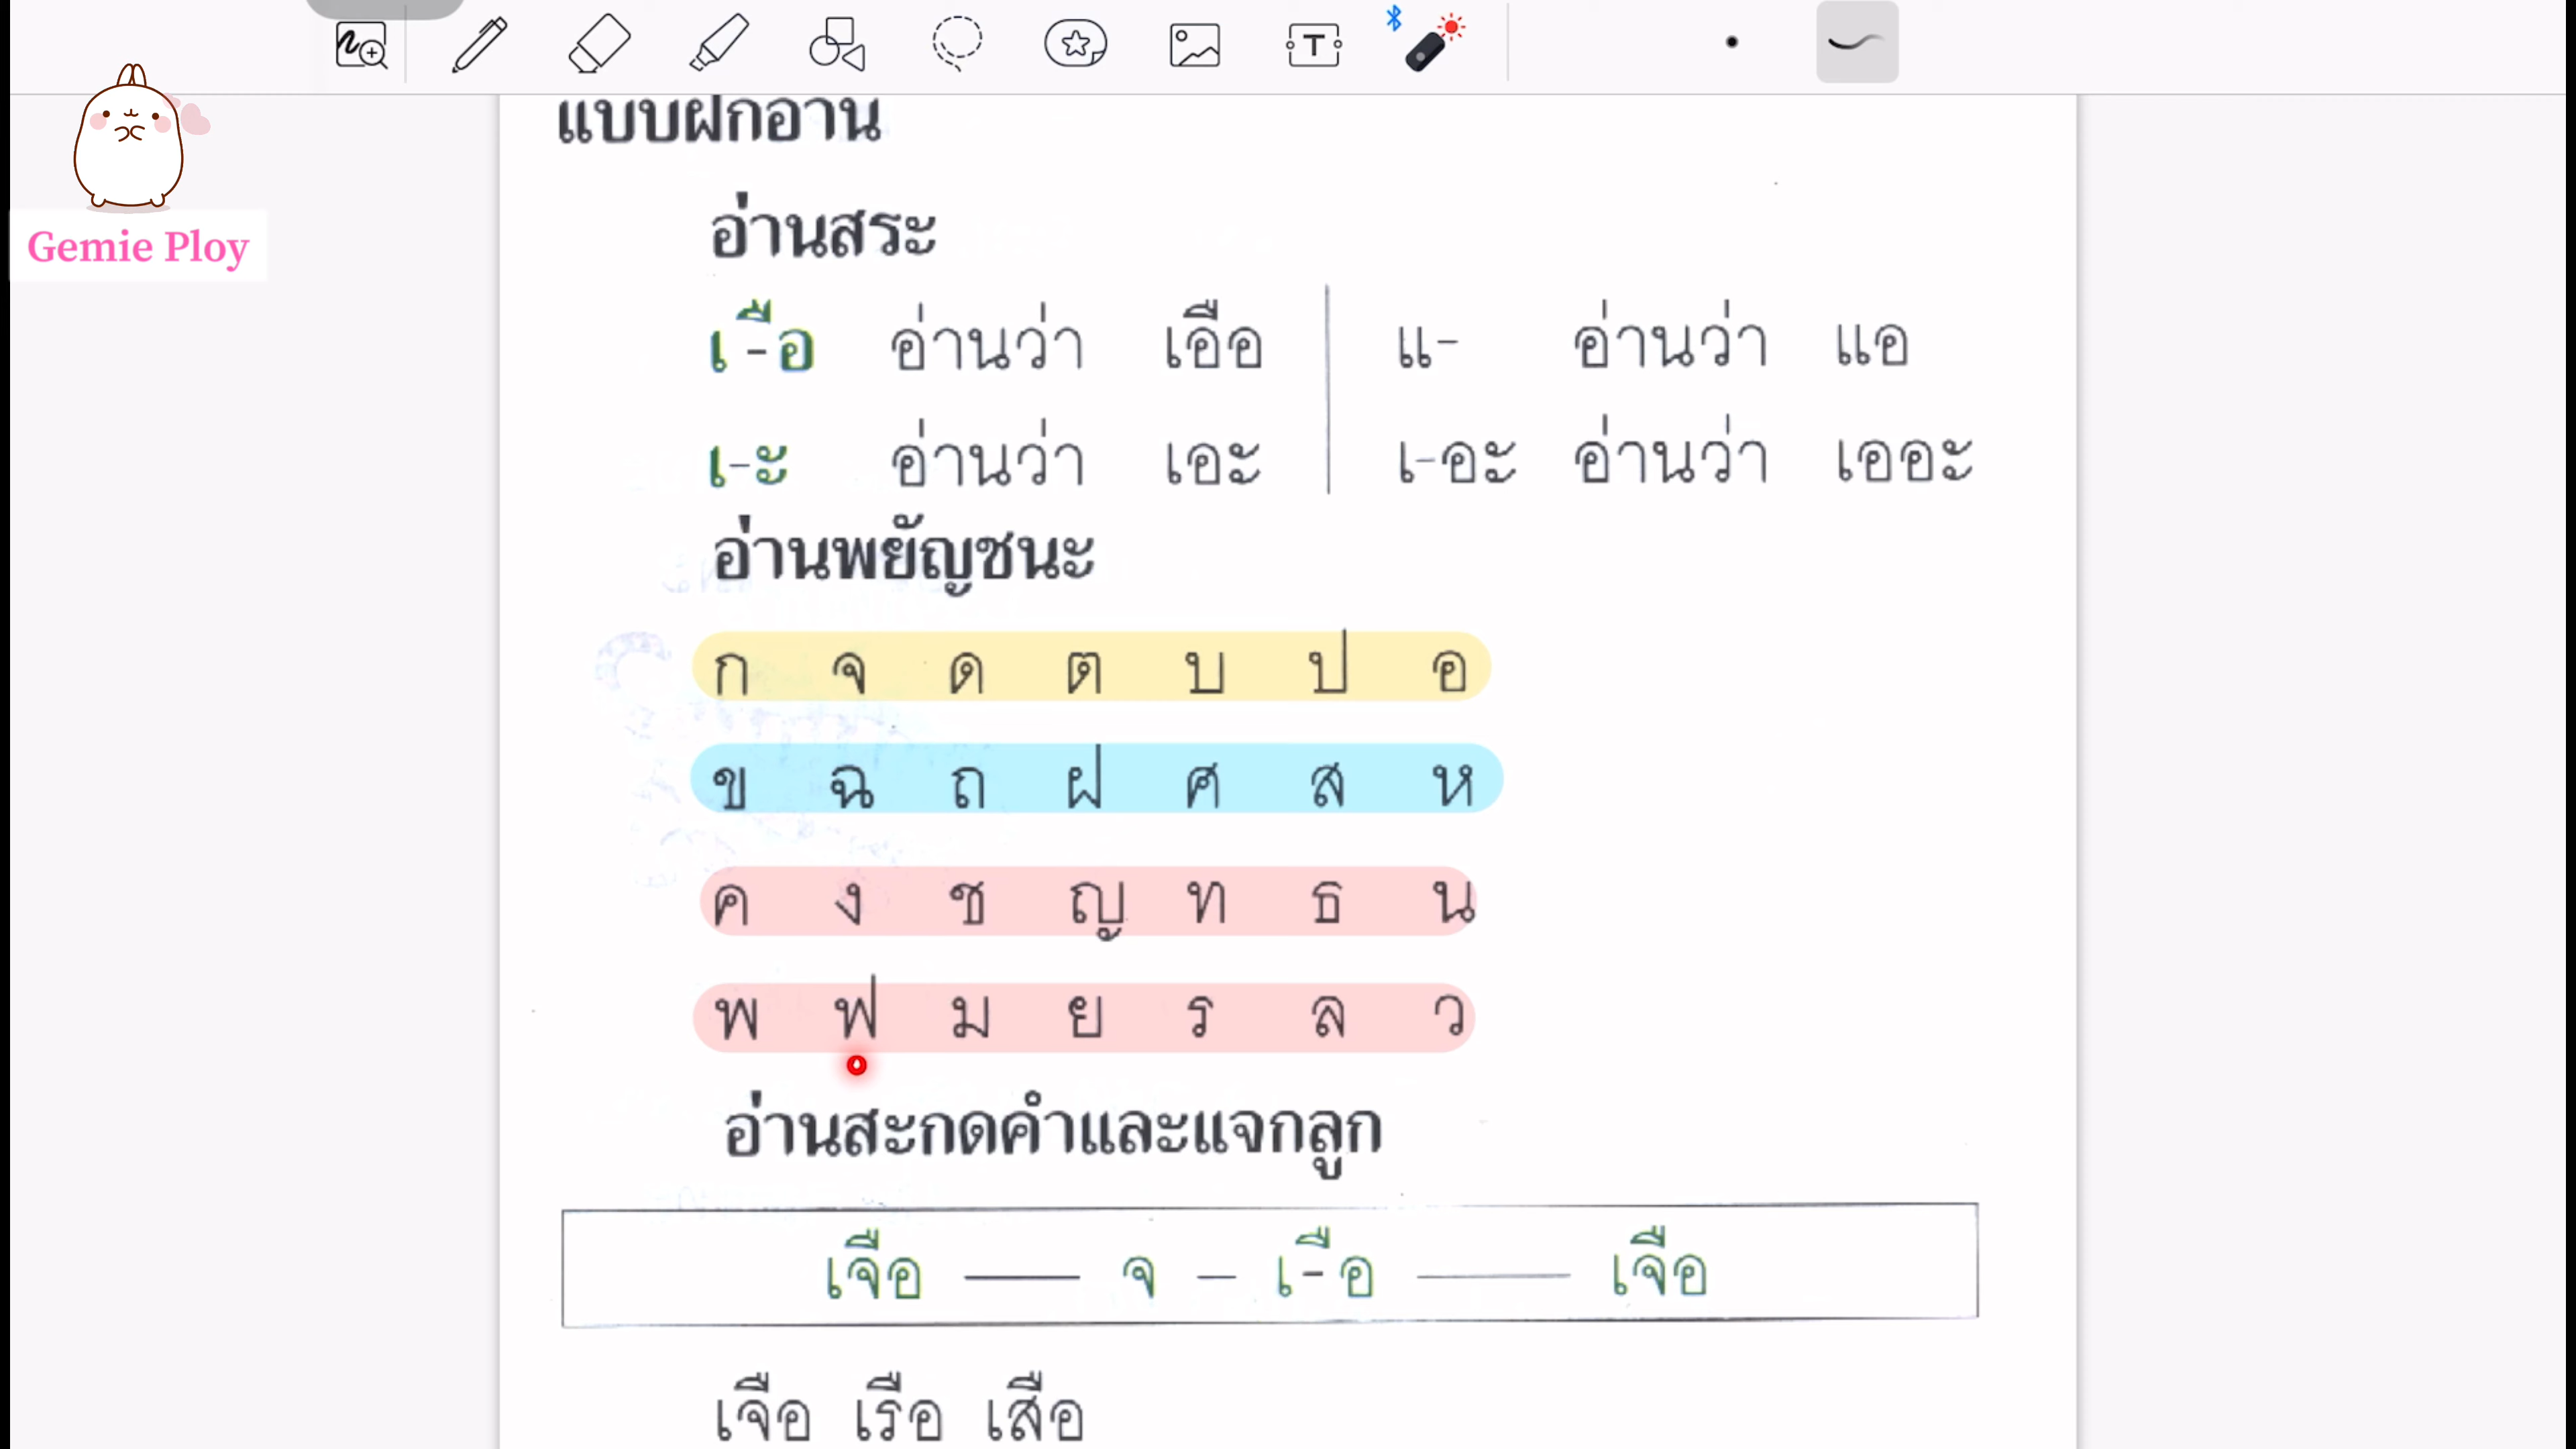 แบบฝึกอ่าน
Gemie Ploy
อ่านสระ
เ-ือ อ่านว่า เอือ แ- อ่านว่า แอ
เ-ะ อ่านว่า เอะ เ-อะ อ่านว่า เออะ
อ่านพยัญชนะ
ก จ ด ต บ ป อ
ข ฉ ถ ฝ ศ ส ห
ค ง ช ญ ท ธ น
พ ฟ ม ย ร ล ว
อ่านสะกดคำและแจกลูก
เจือ — จ – เ-ือ — เจือ
เจือ เรือ เสือ